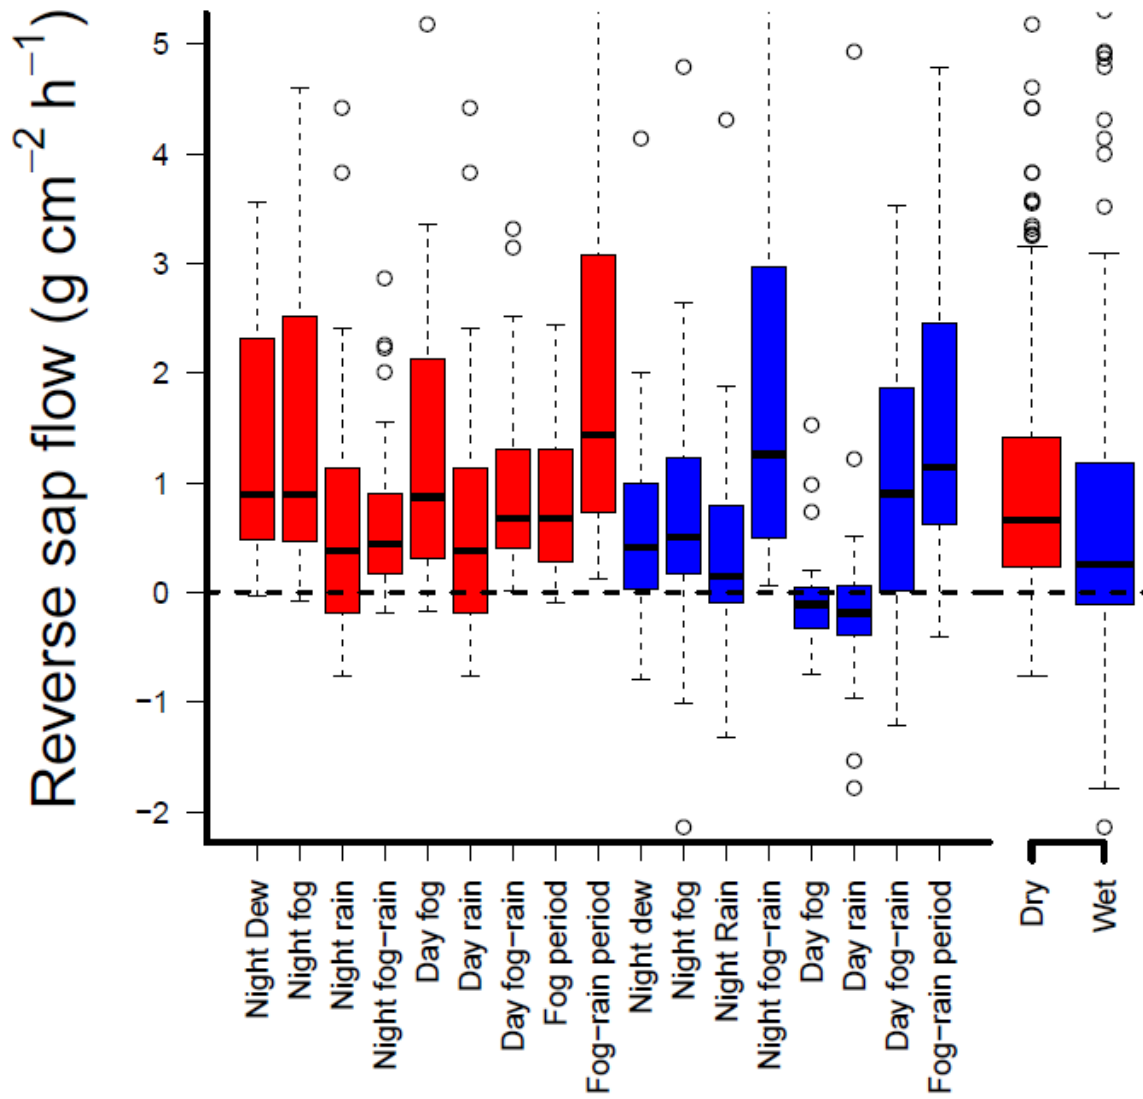 Reverse sap flow (g cm⁻² h⁻¹)
5
4
3
2
1
0
−1
−2
Night Dew
Night fog
Night rain
Night fog−rain
Day fog
Day rain
Day fog−rain
Fog period
Fog−rain period
Night dew
Night fog
Night Rain
Night fog−rain
Day fog
Day rain
Day fog−rain
Fog−rain period
Dry
Wet